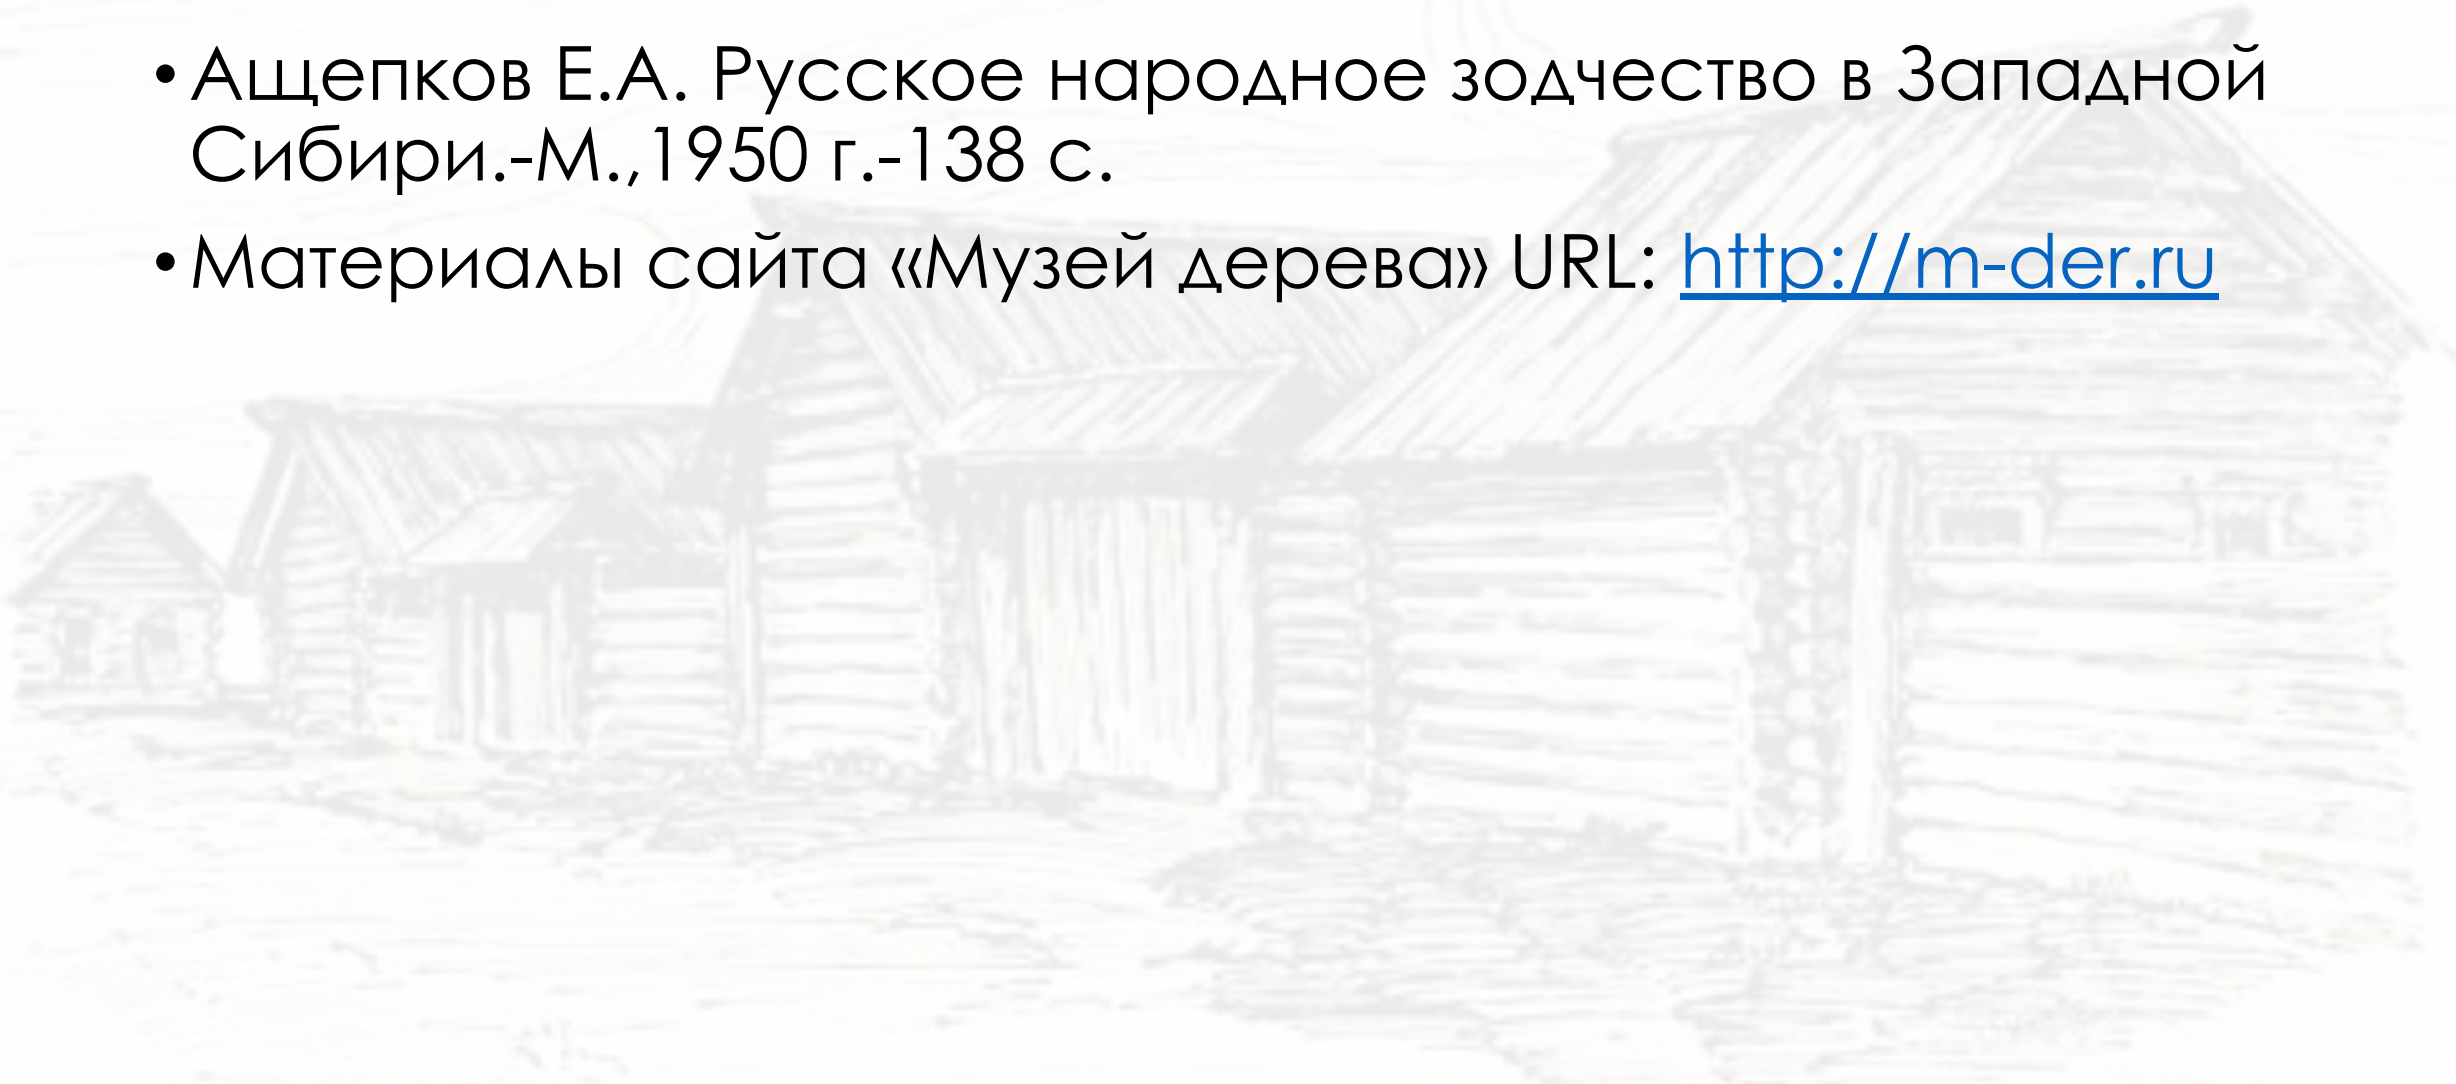 • Ащепков Е.А. Русское народное зодчество в Западной
Сибири.-М.,1950 г.-138 с.
• Материалы сайта «Музей дерева» URL: http://m-der.ru